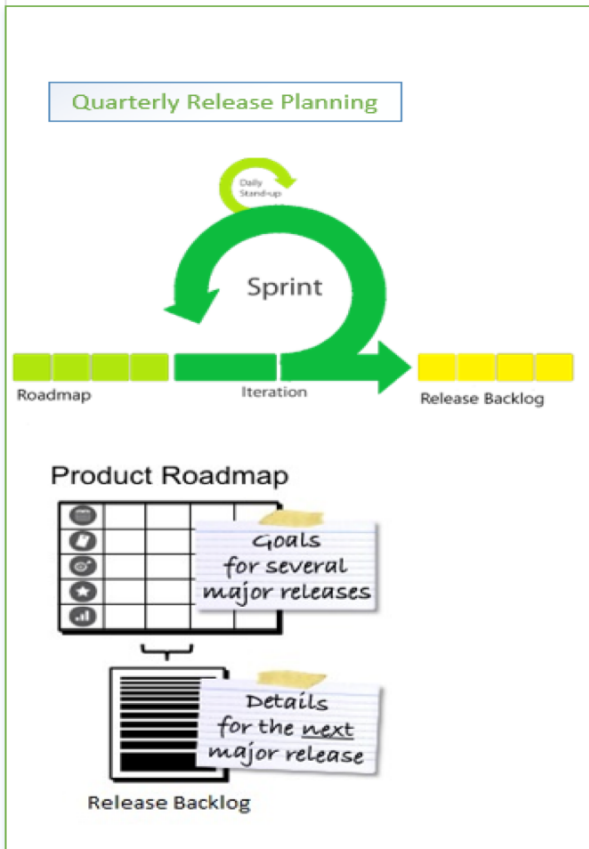 Quarterly Release Planning
Daily
Stand-up
Sprint
Roadmap
Iteration
Release Backlog
Product Roadmap
Goals
for several
major releases
Details
for the next
major release
Release Backlog